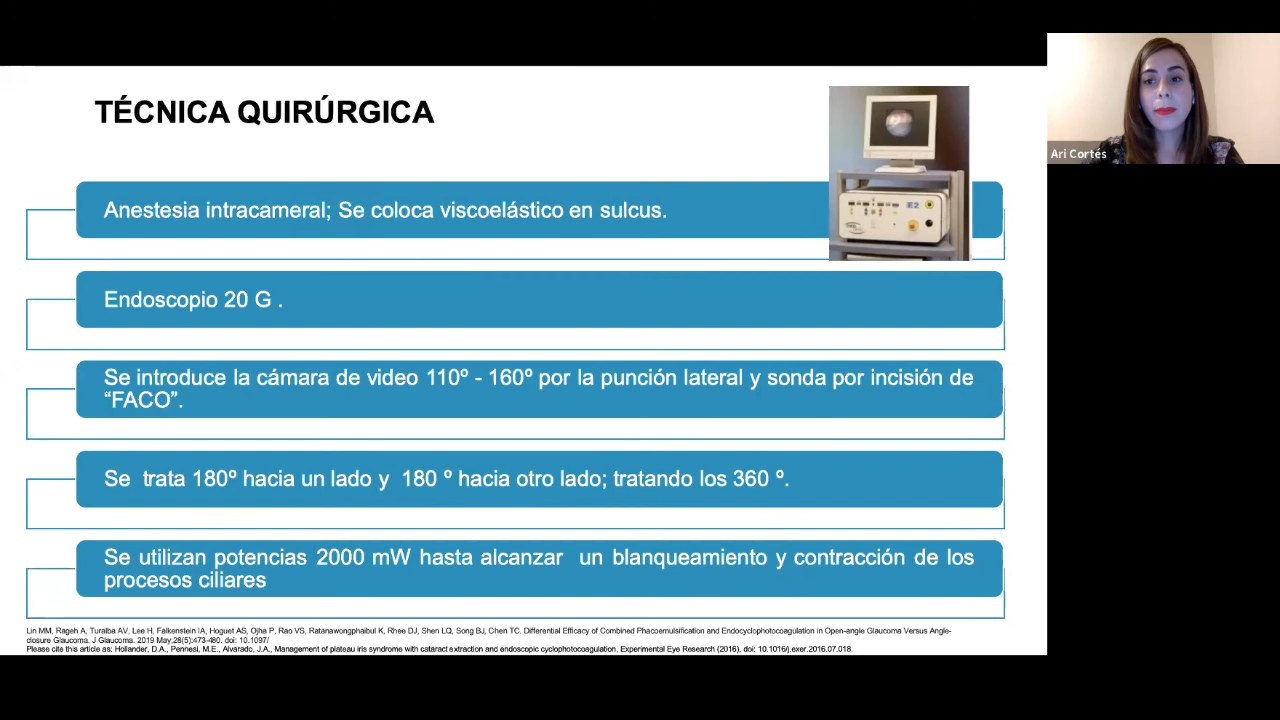 TÉCNICA QUIRÚRGICA
Anestesia intracameral; Se coloca viscoelástico en sulcus.
E2
Endoscopio 20 G .
Se introduce la cámara de video 110º - 160º por la punción lateral y sonda por incisión de
“FACO”.
Se  trata 180º hacia un lado y  180 º hacia otro lado; tratando los 360 º.
Se utilizan potencias 2000 mW hasta alcanzar  un blanqueamiento y contracción de los
procesos ciliares
Lin MM, Rageh A, Turalba AV, Lee H, Falkenstein IA, Hoguet AS, Ojha P, Rao VS, Ratanawongphaibul K, Rhee DJ, Shen LQ, Song BJ, Chen TC. Differential Efficacy of Combined Phacoemulsification and Endocyclophotocoagulation in Open-angle Glaucoma Versus Angle-
closure Glaucoma. J Glaucoma. 2019 May;28(5):473-480. doi: 10.1097/
Please cite this article as: Hollander, D.A., Pennesi, M.E., Alvarado, J.A., Management of plateau iris syndrome with cataract extraction and endoscopic cyclophotocoagulation, Experimental Eye Research (2016), doi: 10.1016/j.exer.2016.07.018.
Ari Cortés